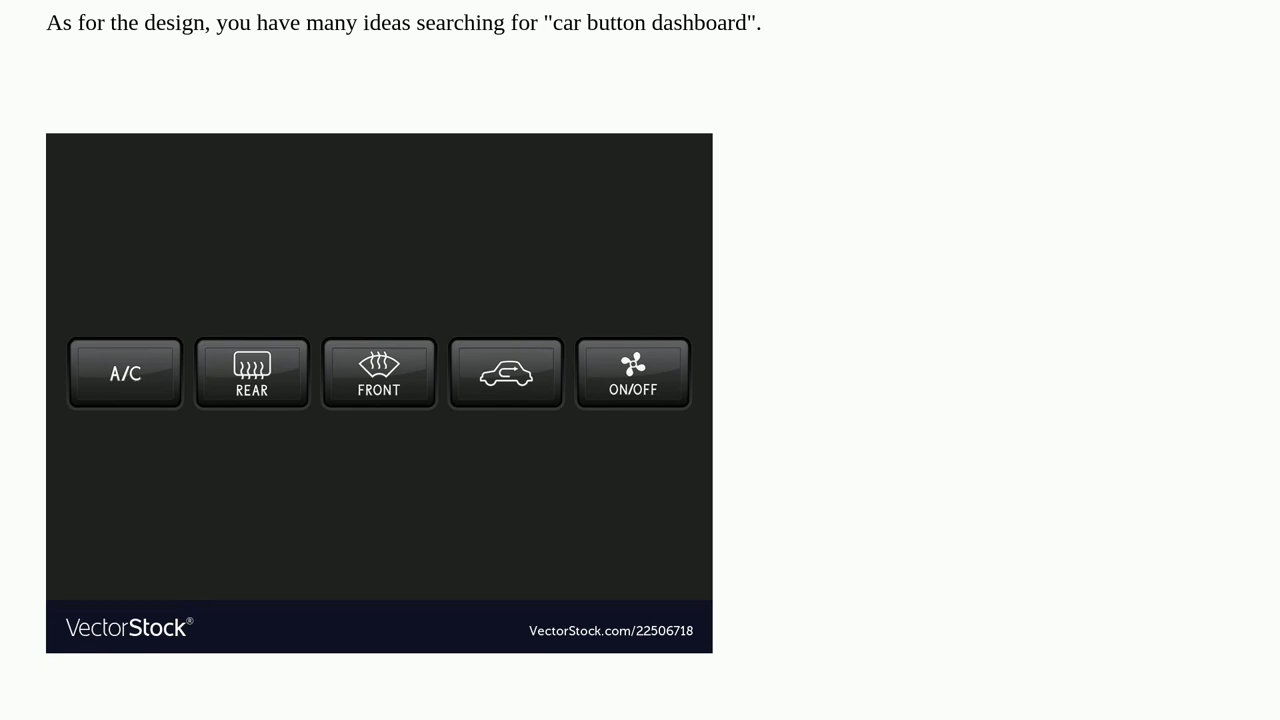 As for the design, you have many ideas searching for "car button dashboard".
A/C
REAR
FRONT
ON/OFF
VectorStock®
VectorStock.com/22506718